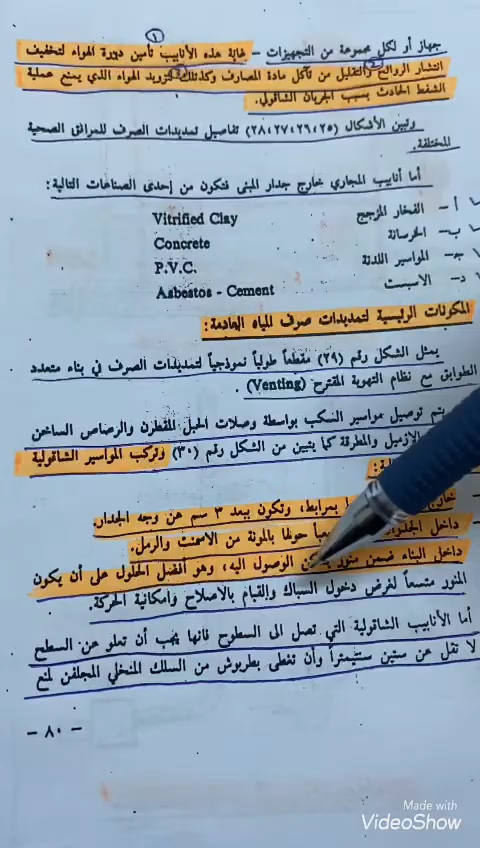 جهاز أو لكل مجموعة من التجهيزات – غاية هذه الأنابيب تأمين دورة الهواء لتخفيف
انتشار الروائح والتقليل من تآكل مادة المصارف وكذلك لتزويد الهواء الذي يمنع عملية
الشفط الحادث بسبب الجريان الشاقولي.
وتبين الأشكال (٢٥،٢٦،٢٧،٢٨) تفاصيل تمديدات الصرف للمرافق الصحية
المختلفة.
أما أنابيب المجاري خارج جدار المبنى فتكون من إحدى الصناعات التالية :
أ – الفخار المزجج Vitrified Clay
ب – الخرسانة Concrete
ج – المواسير اللدنة P.V.C.
د – الاسبست Asbestos - Cement
المكونات الرئيسية لتمديدات صرف المياه العادمة :
يمثل الشكل رقم (٢٩) مقطعاً طولياً نموذجياً لتمديدات الصرف في بناء متعدد
الطوابق مع نظام التهوية المقترح (Venting) .
يتم توصيل مواسير السكب بواسطة وصلات الحبل المقطرن والرصاص الساخن
الازميل والمطرقة كما يتبين من الشكل رقم (٣٠) وتركب المواسير الشاقولية
بمرابط، وتكون ببعد ٣ سم عن وجه الجدار.
داخل حولها بالمونة من الاسمنت والرمل.
داخل البناء ضمن منور الوصول اليه، وهو أفضل الحلول على أن يكون
المنور متسعاً لغرض دخول السباك والقيام بالاصلاح وامكانية الحركة.
أما الأنابيب الشاقولية التي تصل الى السطوح فانها يجب أن تعلو عن السطح
لا تقل عن ستين سنتيمتراً وأن تغطى بطربوش من السلك المنخلي المجلفن لمنع
– ٨٠ –
Made with
VideoShow